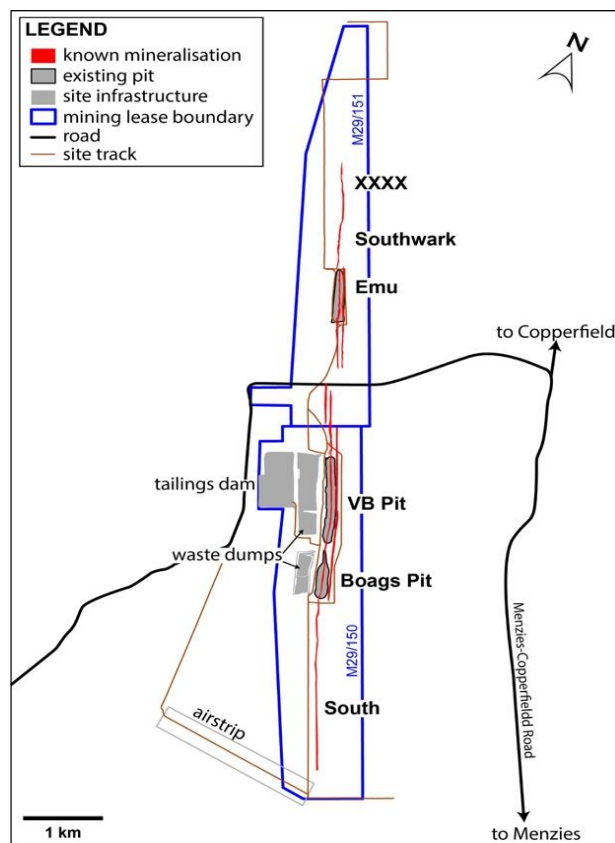 LEGEND
known mineralisation
existing pit
site infrastructure
mining lease boundary
road
site track
N
M29/151
XXXX
Southwark
Emu
to Copperfield
tailings dam
VB Pit
waste dumps
Boags Pit
M29/150
Menzies-Copperfieldd Road
South
airstrip
1 km
to Menzies